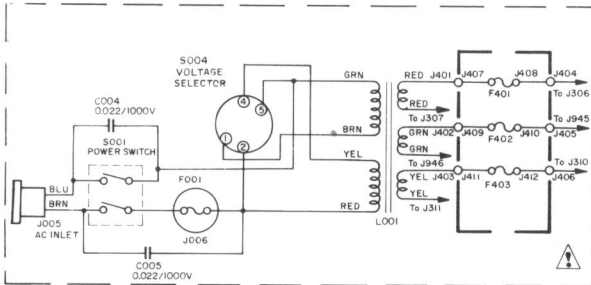 S004
VOLTAGE
SELECTOR
④
⑤
①
②
C004
0.022/1000V
S001
POWER SWITCH
BLU
BRN
J005
AC INLET
F001
J006
C005
0.022/1000V
GRN
BRN
YEL
RED
L001
RED J401 J407 J408 J404
F401
To J306
RED
To J307
GRN J402 J409 J410 J405
F402
To J945
GRN
To J946
YEL J403 J411 J412 J406
F403
To J310
YEL
To J311